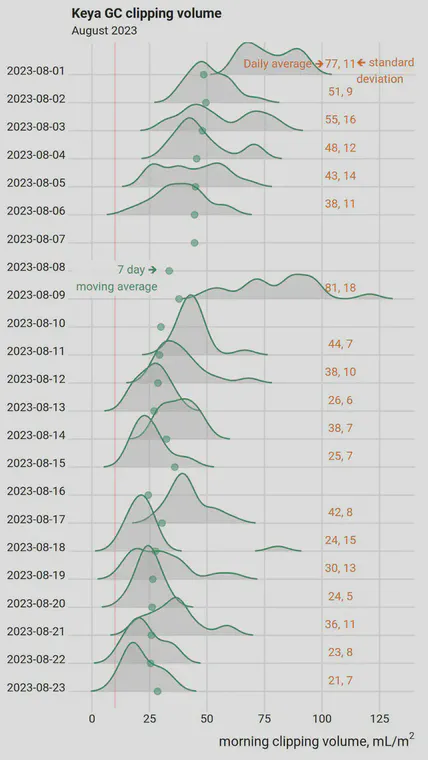 Keya GC clipping volume
August 2023
2023-08-01 Daily average → 77, 11 ← standard
deviation
2023-08-02 51, 9
2023-08-03 55, 16
2023-08-04 48, 12
2023-08-05 43, 14
2023-08-06 38, 11
2023-08-07
2023-08-08 7 day →
moving average
2023-08-09 81, 18
2023-08-10
2023-08-11 44, 7
2023-08-12 38, 10
2023-08-13 26, 6
2023-08-14 38, 7
2023-08-15 25, 7
2023-08-16
2023-08-17 42, 8
2023-08-18 24, 15
2023-08-19 30, 13
2023-08-20 24, 5
2023-08-21 36, 11
2023-08-22 23, 8
2023-08-23 21, 7
0 25 50 75 100 125
morning clipping volume, mL/m²